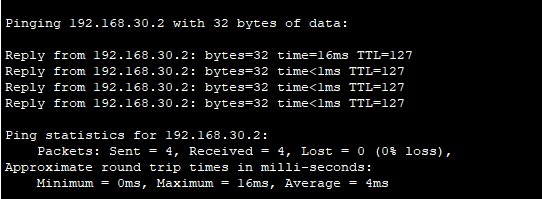 Pinging 192.168.30.2 with 32 bytes of data:
Reply from 192.168.30.2: bytes=32 time=16ms TTL=127
Reply from 192.168.30.2: bytes=32 time<1ms TTL=127
Reply from 192.168.30.2: bytes=32 time<1ms TTL=127
Reply from 192.168.30.2: bytes=32 time<1ms TTL=127
Ping statistics for 192.168.30.2:
Packets: Sent = 4, Received = 4, Lost = 0 (0% loss),
Approximate round trip times in milli-seconds:
Minimum = 0ms, Maximum = 16ms, Average = 4ms